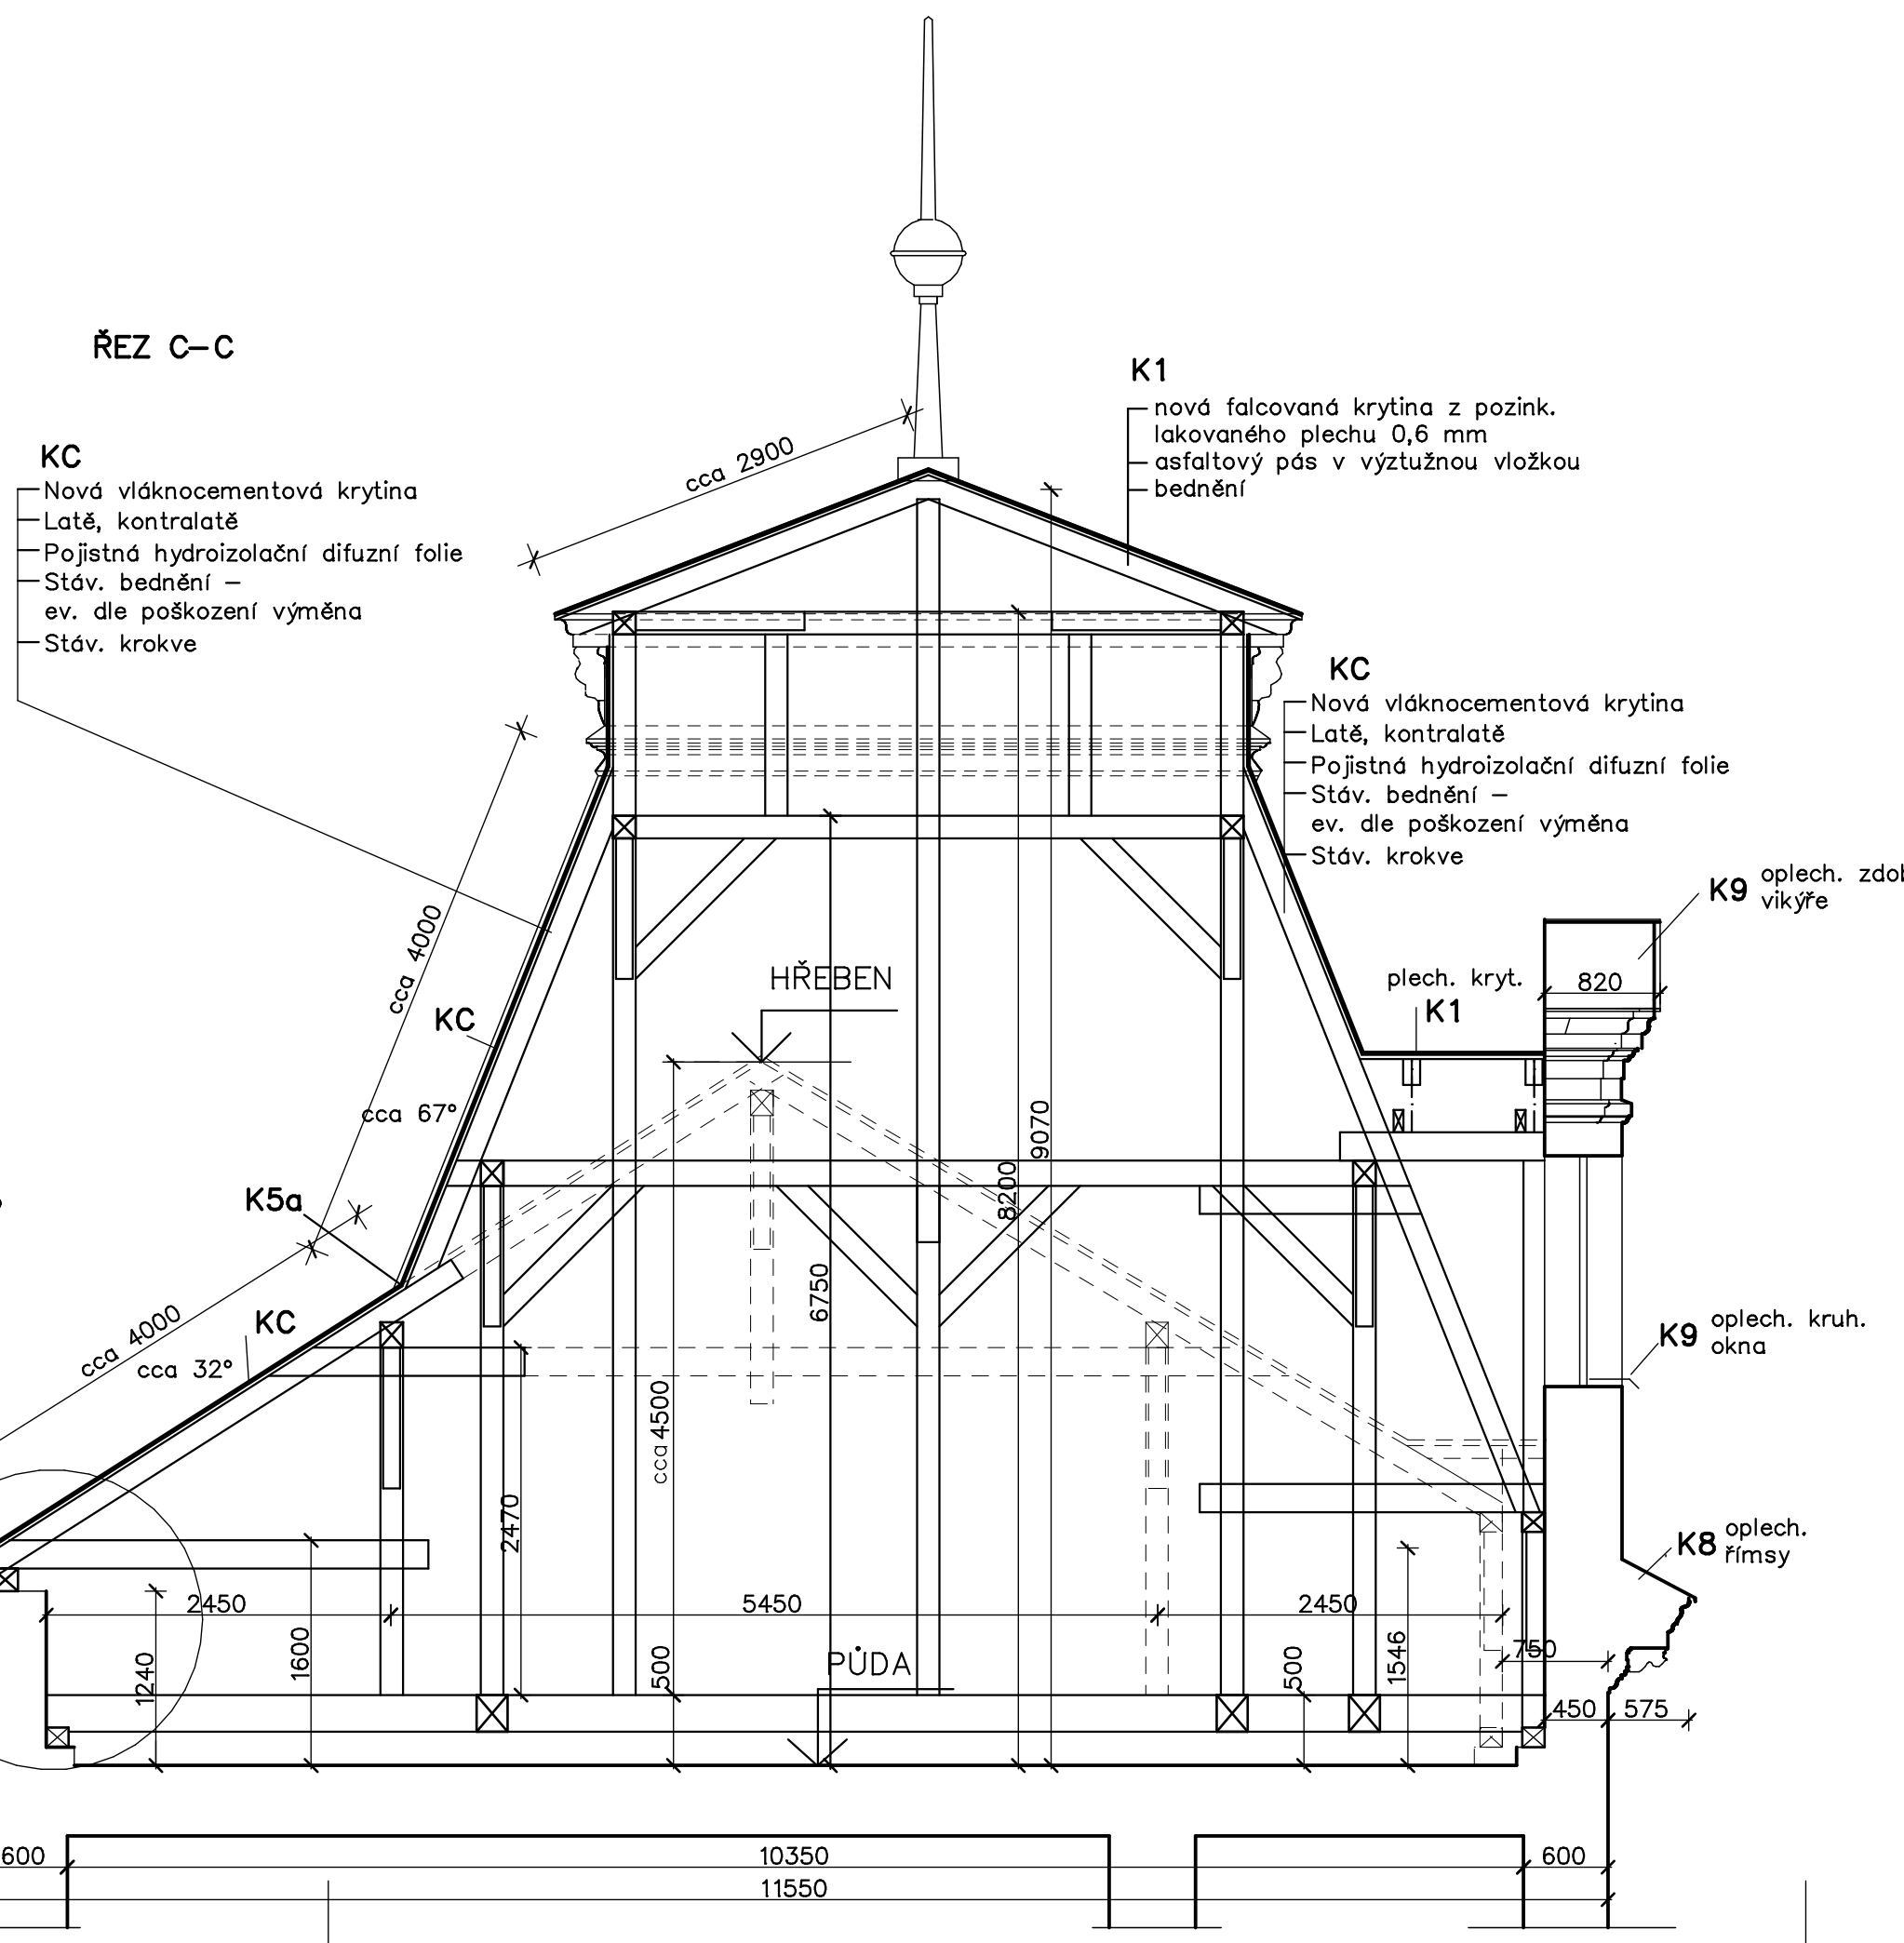 ŘEZ C-C
K1
nová falcovaná krytina z pozink.
lakovaného plechu 0,6 mm
asfaltový pás v výztužnou vložkou
bednění
cca 2900
KC
Nová vláknocementová krytina
Latě, kontralatě
Pojistná hydroizolační difuzní folie
Stáv. bednění –
ev. dle poškození výměna
Stáv. krokve
KC
Nová vláknocementová krytina
Latě, kontralatě
Pojistná hydroizolační difuzní folie
Stáv. bednění –
ev. dle poškození výměna
Stáv. krokve
K9 oplech. zdob
vikýře
cca 4000
HŘEBEN
plech. kryt.
820
K1
KC
cca 67°
9070
8200
K5a
6750
cca 4000
KC
cca 32°
K9 oplech. kruh.
okna
cca 4500
2470
K8 oplech.
římsy
2450
5450
2450
1240
1600
500
PŮDA
500
1546
750
450
575
600
10350
600
11550